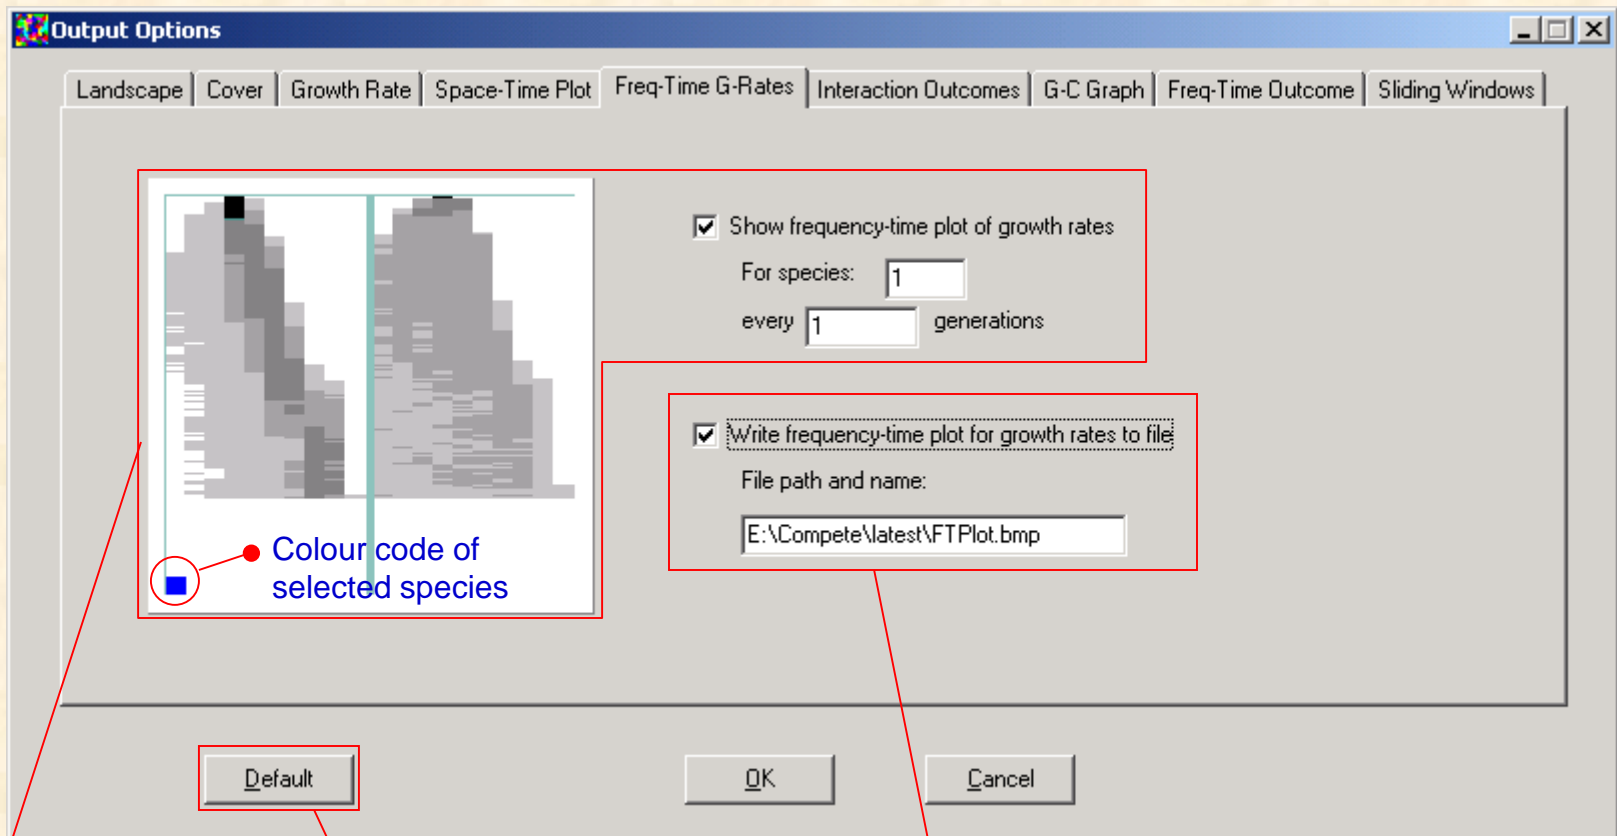 Output Options
Landscape Cover Growth Rate Space-Time Plot Freq-Time G-Rates Interaction Outcomes G-C Graph Freq-Time Outcome Sliding Windows
Show frequency-time plot of growth rates
For species: 1
every 1 generations
Write frequency-time plot for growth rates to file
File path and name:
E:\Compete\latest\FTPlot.bmp
Colour code of
selected species
Default OK Cancel